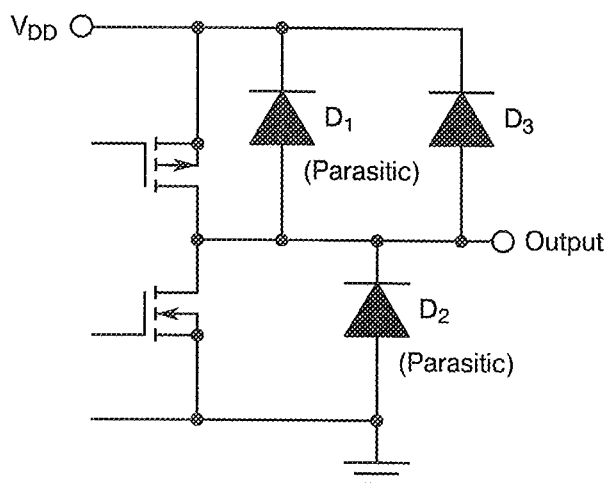 VDD
D1
(Parasitic)
D3
Output
D2
(Parasitic)